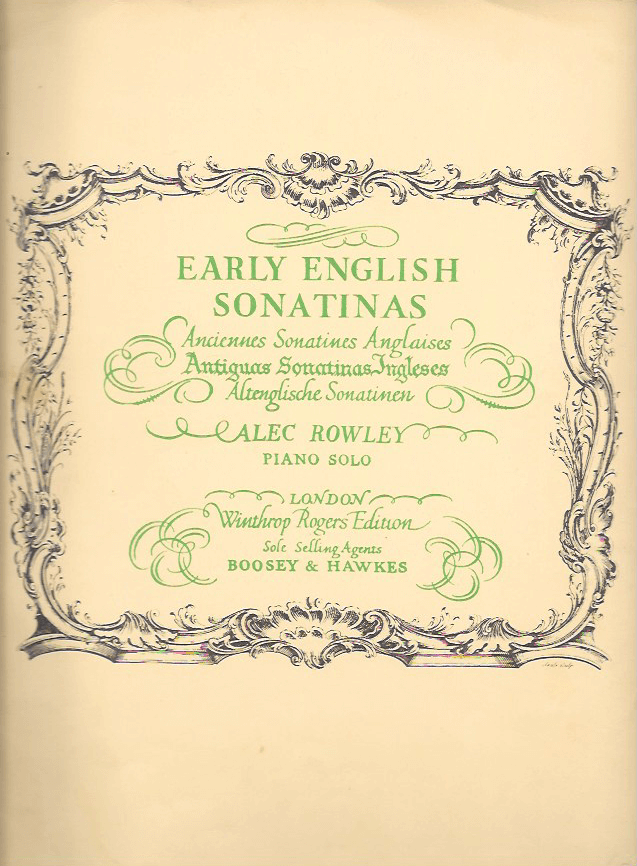 EARLY ENGLISH
SONATINAS
Anciennes Sonatines Anglaises
Antiguas Sonatinas Ingleses
Altenglische Sonatinen
ALEC ROWLEY
PIANO SOLO
LONDON
Winthrop Rogers Edition
Sole Selling Agents
BOOSEY & HAWKES